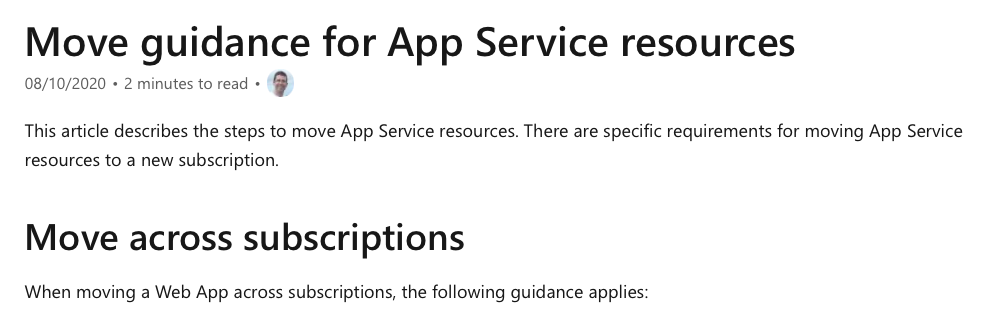 Move guidance for App Service resources
08/10/2020 • 2 minutes to read •
This article describes the steps to move App Service resources. There are specific requirements for moving App Service
resources to a new subscription.
Move across subscriptions
When moving a Web App across subscriptions, the following guidance applies: